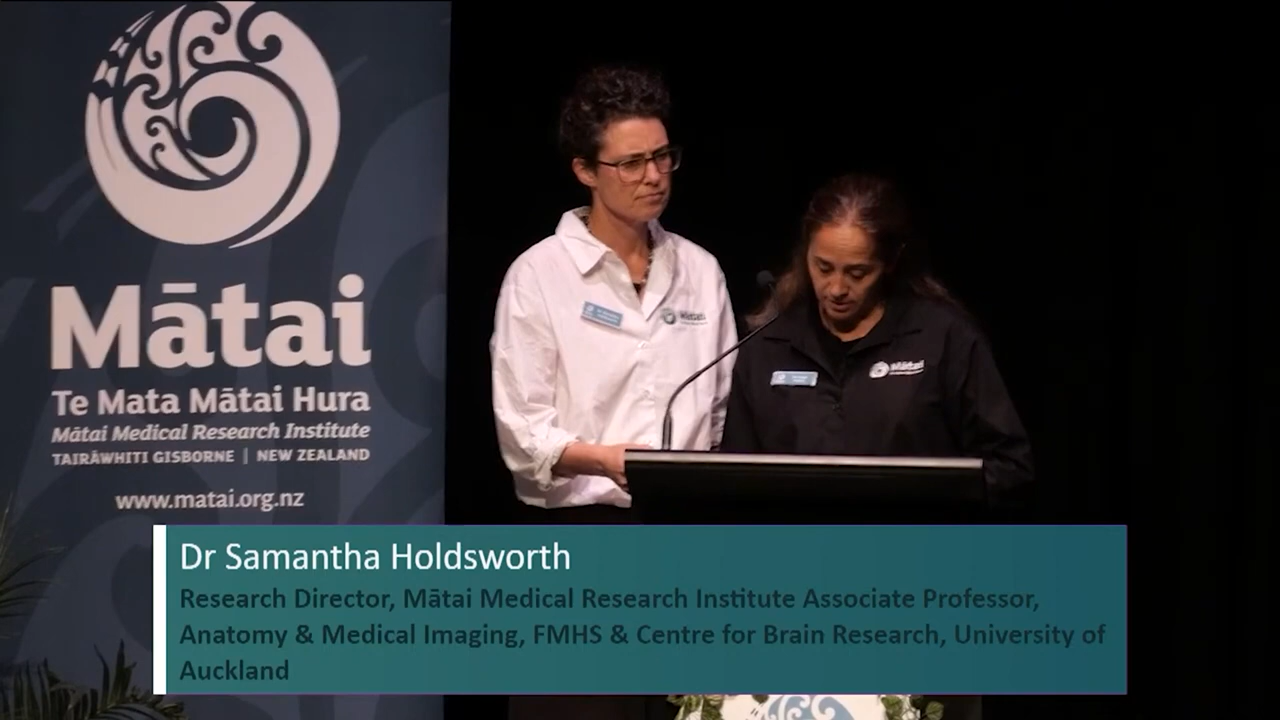 Mātai
Te Mata Mātai Hura
Mātai Medical Research Institute
TAIRĀWHITI GISBORNE | NEW ZEALAND
www.matai.org.nz
Mātai
Mātai
Dr Samantha Holdsworth
Research Director, Mātai Medical Research Institute Associate Professor,
Anatomy & Medical Imaging, FMHS & Centre for Brain Research, University of
Auckland